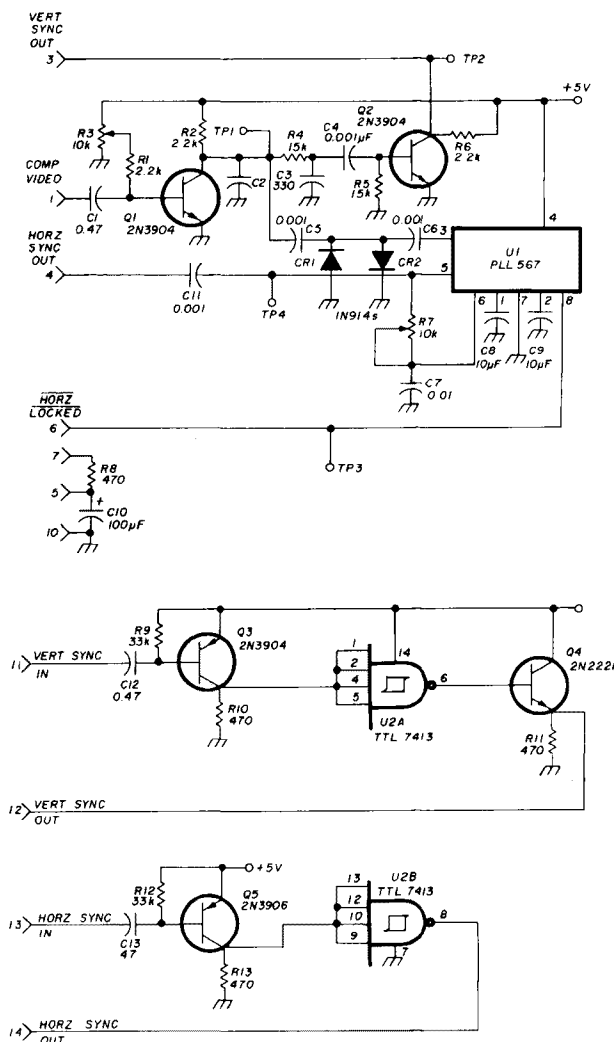 VERT
SYNC
OUT
3
TP2
+5V
R3
10k
R2
2.2k
TP1
R4
15k
C4
0.001µF
Q2
2N3904
R6
2.2k
R1
2.2k
C2
C3
330
R5
15k
COMP
VIDEO
1
C1
0.47
Q1
2N3904
0.001
C5
0.001
C6
3
4
U1
PLL 567
HORZ
SYNC
OUT
4
CR1
CR2
5
6
1
7
2
8
C11
0.001
TP4
1N914s
R7
10k
C8
10µF
C9
10µF
C7
0.01
HORZ
LOCKED
6
TP3
7
R8
470
5
+
C10
100µF
10
R9
33k
Q3
2N3904
11
VERT SYNC
IN
C12
0.47
R10
470
1
2
4
5
14
6
U2A
TTL 7413
Q4
R11
470
12
VERT SYNC
OUT
+5V
R12
33k
Q5
2N3906
13
HORZ SYNC
IN
C13
47
R13
470
13
12
10
9
U2B
TTL 7413
8
7
14
HORZ SYNC
OUT